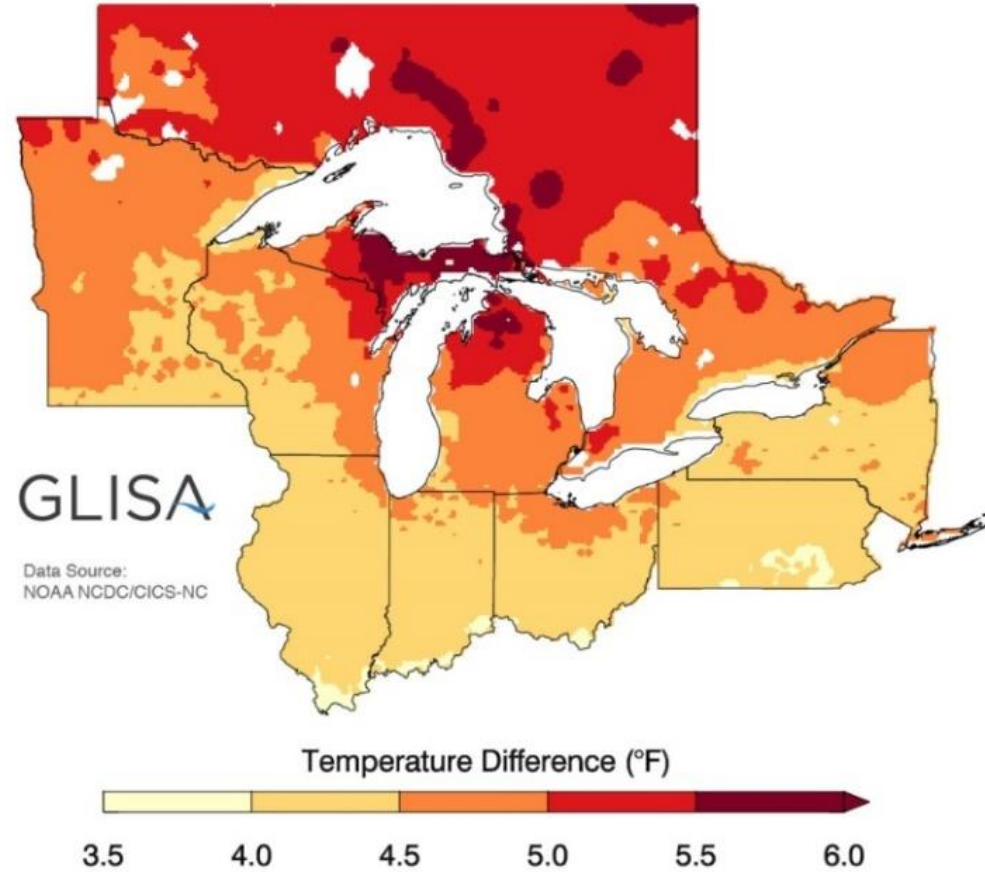 GLISA
Data Source:
NOAA NCDC/CICS-NC
Temperature Difference (°F)
3.5 4.0 4.5 5.0 5.5 6.0